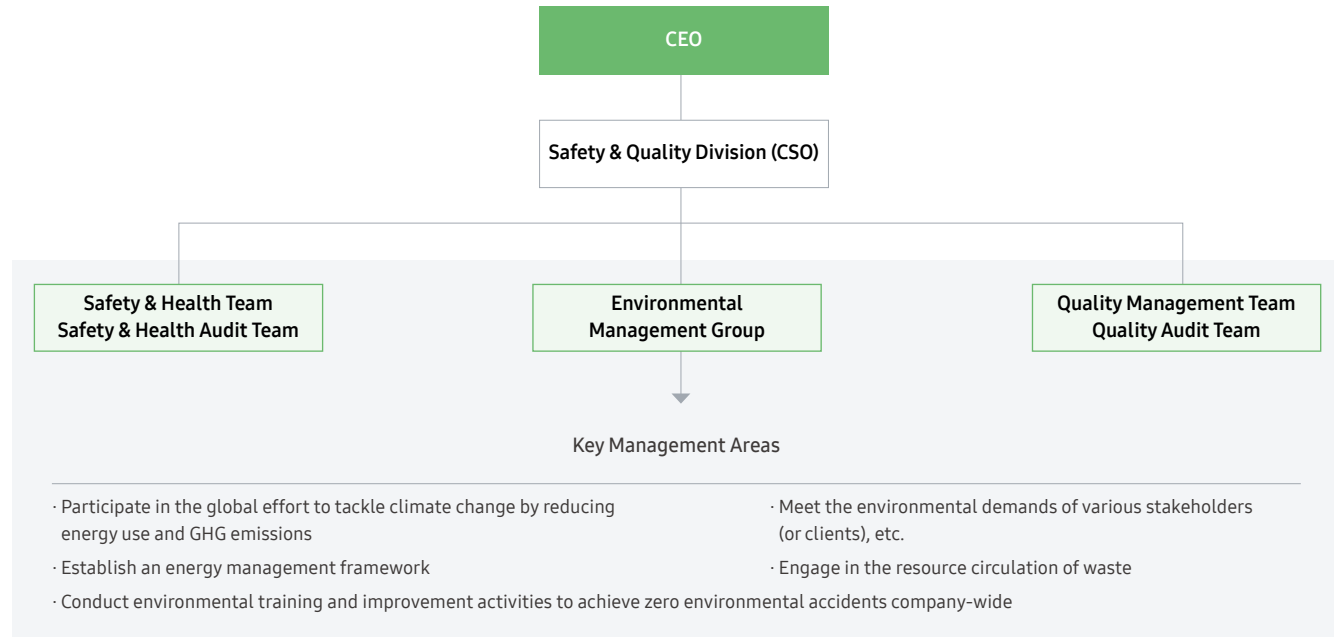 CEO
Safety & Quality Division (CSO)
Safety & Health Team
Safety & Health Audit Team
Environmental
Management Group
Quality Management Team
Quality Audit Team
Key Management Areas
· Participate in the global effort to tackle climate change by reducing
energy use and GHG emissions
· Establish an energy management framework
· Meet the environmental demands of various stakeholders
(or clients), etc.
· Engage in the resource circulation of waste
· Conduct environmental training and improvement activities to achieve zero environmental accidents company-wide